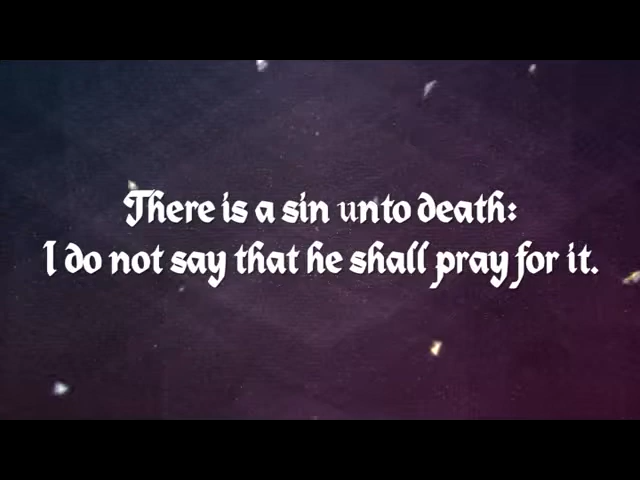 There is a sin unto death:
I do not say that he shall pray for it.